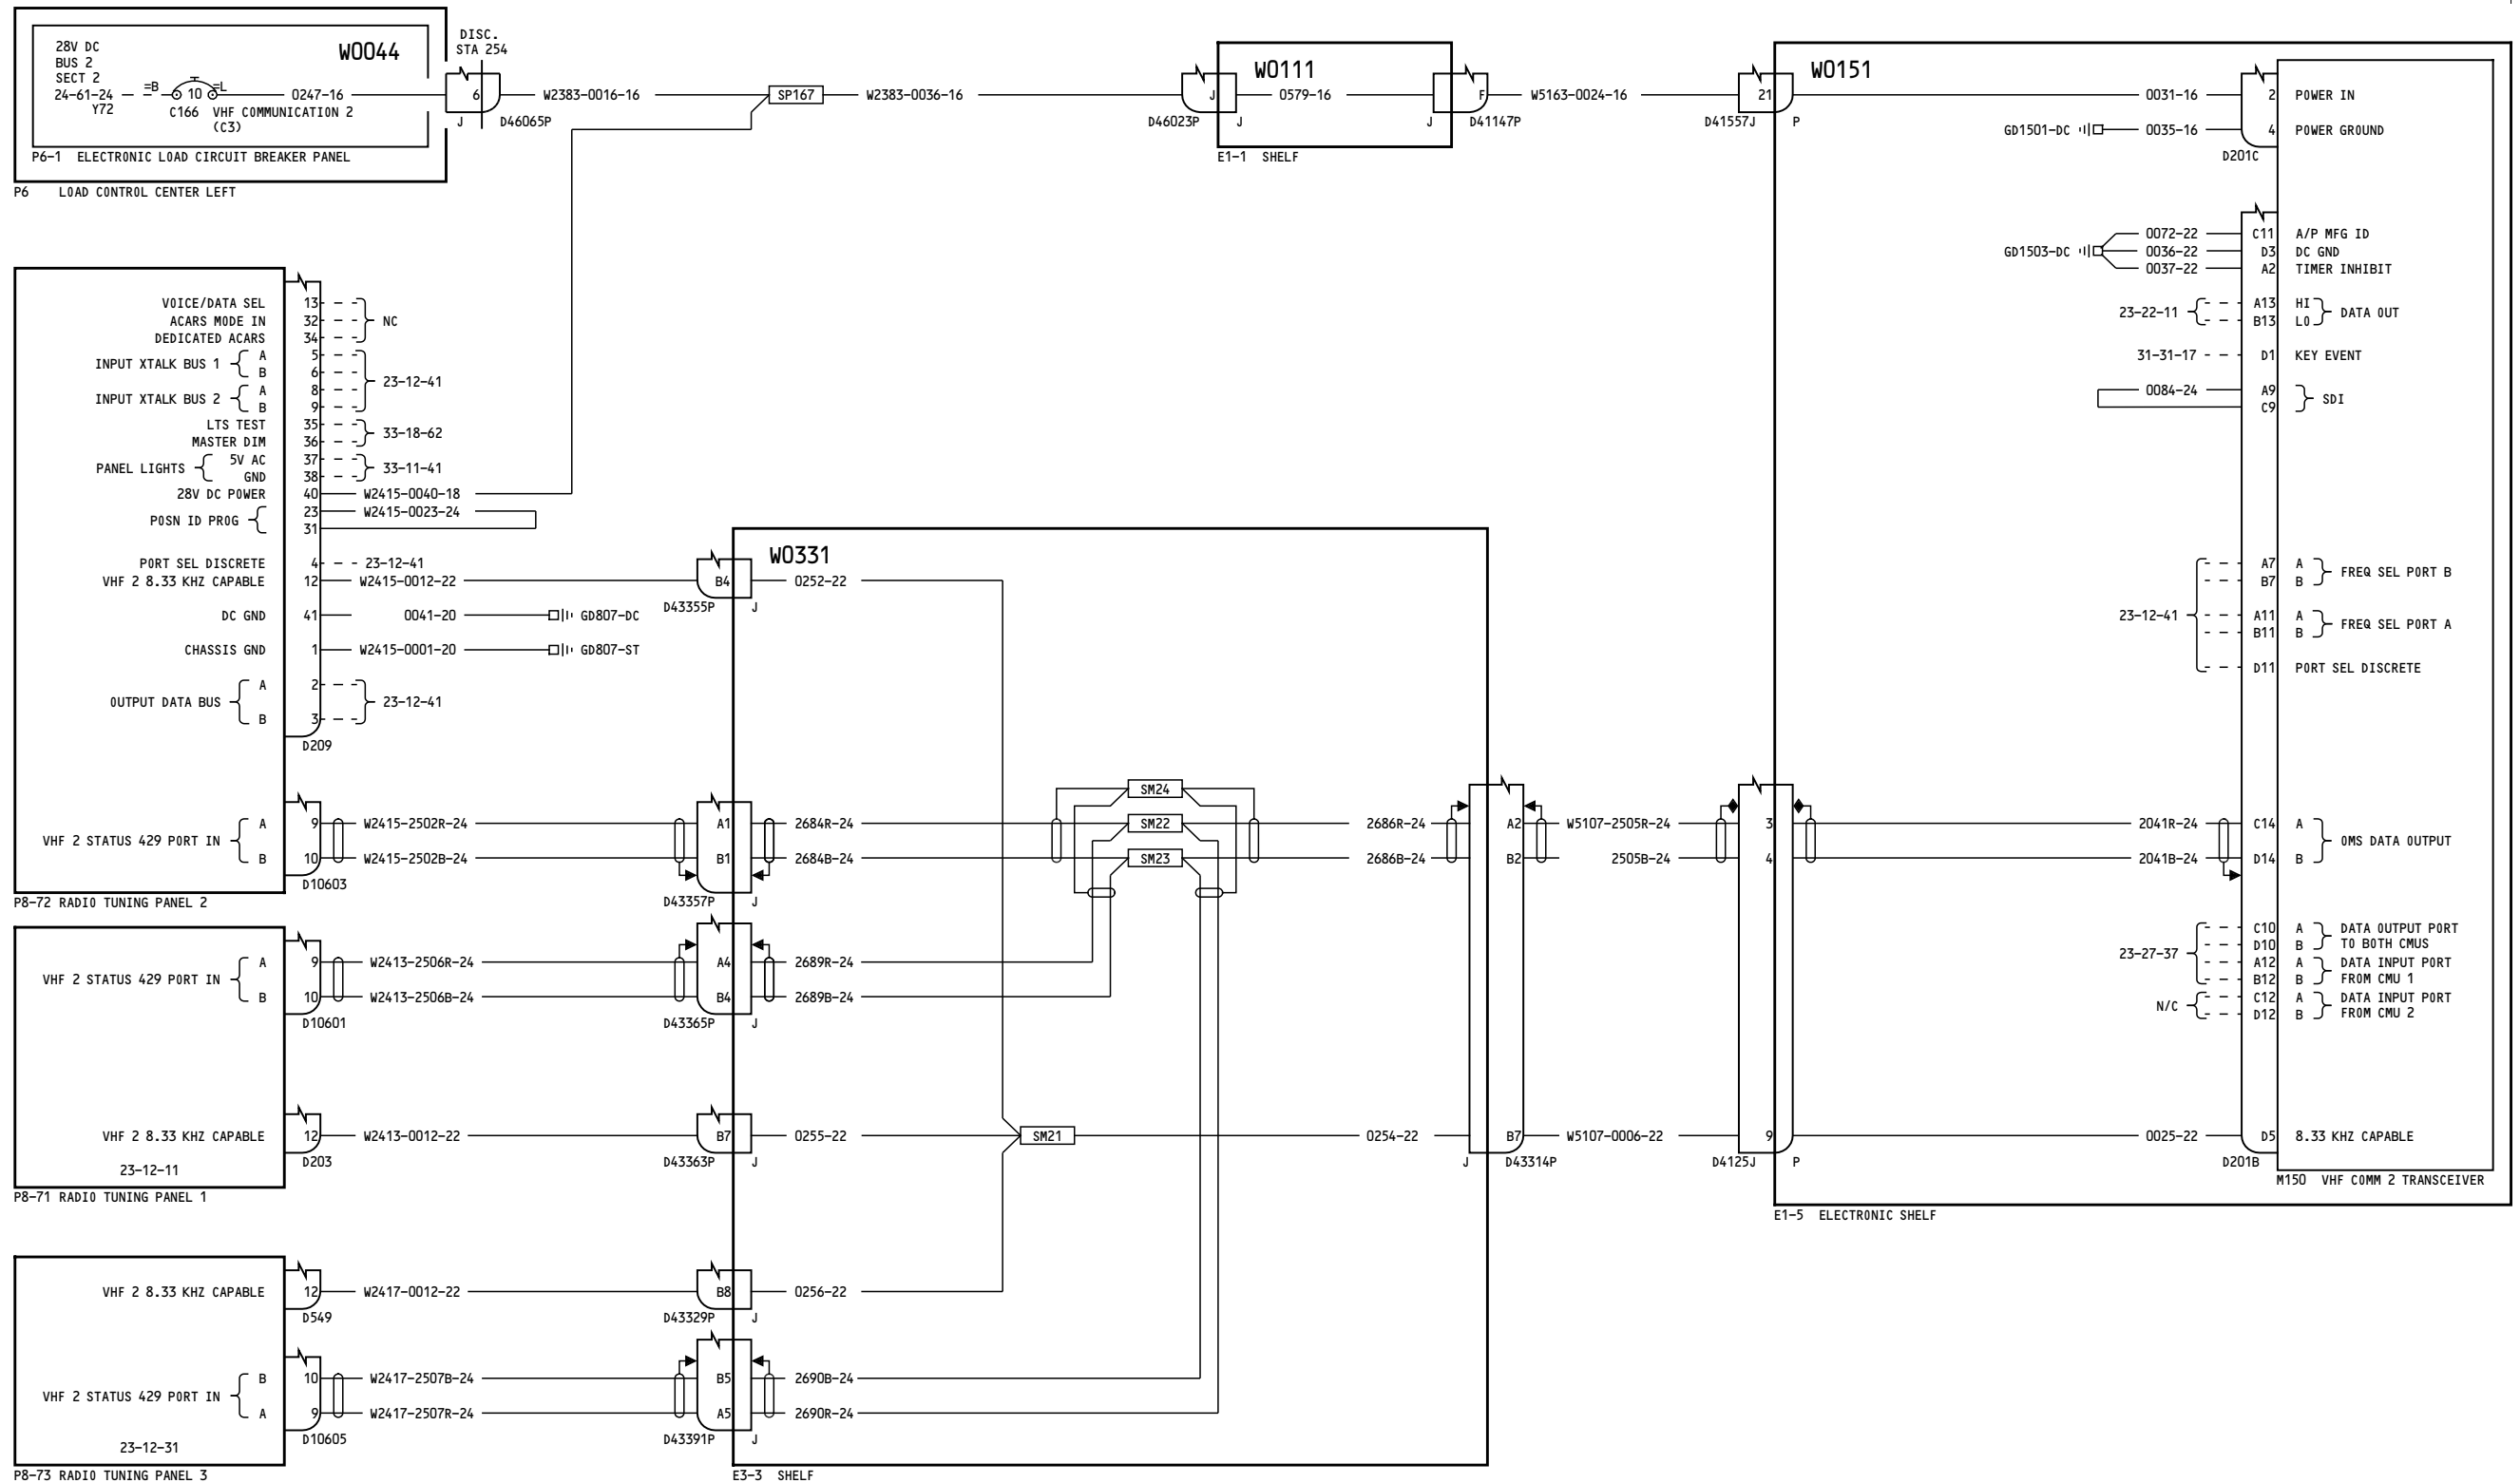 28V DC
BUS 2
SECT 2
24-61-24
Y72
=B
10
=L
C166 VHF COMMUNICATION 2
(C3)
W0044
0247-16
P6-1 ELECTRONIC LOAD CIRCUIT BREAKER PANEL
P6 LOAD CONTROL CENTER LEFT
DISC.
STA 254
6
J D46065P
W2383-0016-16
SP167
W2383-0036-16
J
D46023P J
W0111
0579-16
F
J D41147P
E1-1 SHELF
W5163-0024-16
21
D41557J P
W0151
0031-16 2 POWER IN
GD1501-DC 0035-16 4 POWER GROUND
D201C
0072-22 C11 A/P MFG ID
GD1503-DC 0036-22 D3 DC GND
0037-22 A2 TIMER INHIBIT
23-22-11
A13 HI
B13 LO
DATA OUT
31-31-17 D1 KEY EVENT
0084-24 A9
C9
SDI
23-12-41
A7 A
B7 B
FREQ SEL PORT B
A11 A
B11 B
FREQ SEL PORT A
D11 PORT SEL DISCRETE
2041R-24 C14 A
2041B-24 D14 B
OMS DATA OUTPUT
23-27-37
C10 A DATA OUTPUT PORT
D10 B TO BOTH CMUS
A12 A DATA INPUT PORT
B12 B FROM CMU 1
N/C
C12 A DATA INPUT PORT
D12 B FROM CMU 2
0025-22 D5 8.33 KHZ CAPABLE
D201B
M150 VHF COMM 2 TRANSCEIVER
E1-5 ELECTRONIC SHELF
VOICE/DATA SEL 13
ACARS MODE IN 32 NC
DEDICATED ACARS 34
INPUT XTALK BUS 1
A 5
B 6
23-12-41
INPUT XTALK BUS 2
A 8
B 9
LTS TEST 35
MASTER DIM 36
33-18-62
PANEL LIGHTS
5V AC 37
GND 38
33-11-41
28V DC POWER 40 W2415-0040-18
POSN ID PROG
23 W2415-0023-24
31
PORT SEL DISCRETE 4 23-12-41
VHF 2 8.33 KHZ CAPABLE 12 W2415-0012-22
DC GND 41 0041-20 GD807-DC
CHASSIS GND 1 W2415-0001-20 GD807-ST
OUTPUT DATA BUS
A 2
B 3
23-12-41
D209
VHF 2 STATUS 429 PORT IN
A 9 W2415-2502R-24
B 10 W2415-2502B-24
D10603
P8-72 RADIO TUNING PANEL 2
VHF 2 STATUS 429 PORT IN
A 9 W2413-2506R-24
B 10 W2413-2506B-24
D10601
VHF 2 8.33 KHZ CAPABLE 12 W2413-0012-22
D203
23-12-11
P8-71 RADIO TUNING PANEL 1
VHF 2 8.33 KHZ CAPABLE 12 W2417-0012-22
D549
VHF 2 STATUS 429 PORT IN
B 10 W2417-2507B-24
A 9 W2417-2507R-24
D10605
23-12-31
P8-73 RADIO TUNING PANEL 3
W0331
B4 0252-22
D43355P J
A1 2684R-24
B1 2684B-24
D43357P J
A4 2689R-24
B4 2689B-24
D43365P J
B7 0255-22
D43363P J
B8 0256-22
D43329P J
B5 2690B-24
A5 2690R-24
D43391P J
SM24
SM22
SM23
SM21
2686R-24 A2
2686B-24 B2
0254-22 B7
J D43314P
E3-3 SHELF
W5107-2505R-24 3
2505B-24 4
W5107-0006-22 9
D4125J P